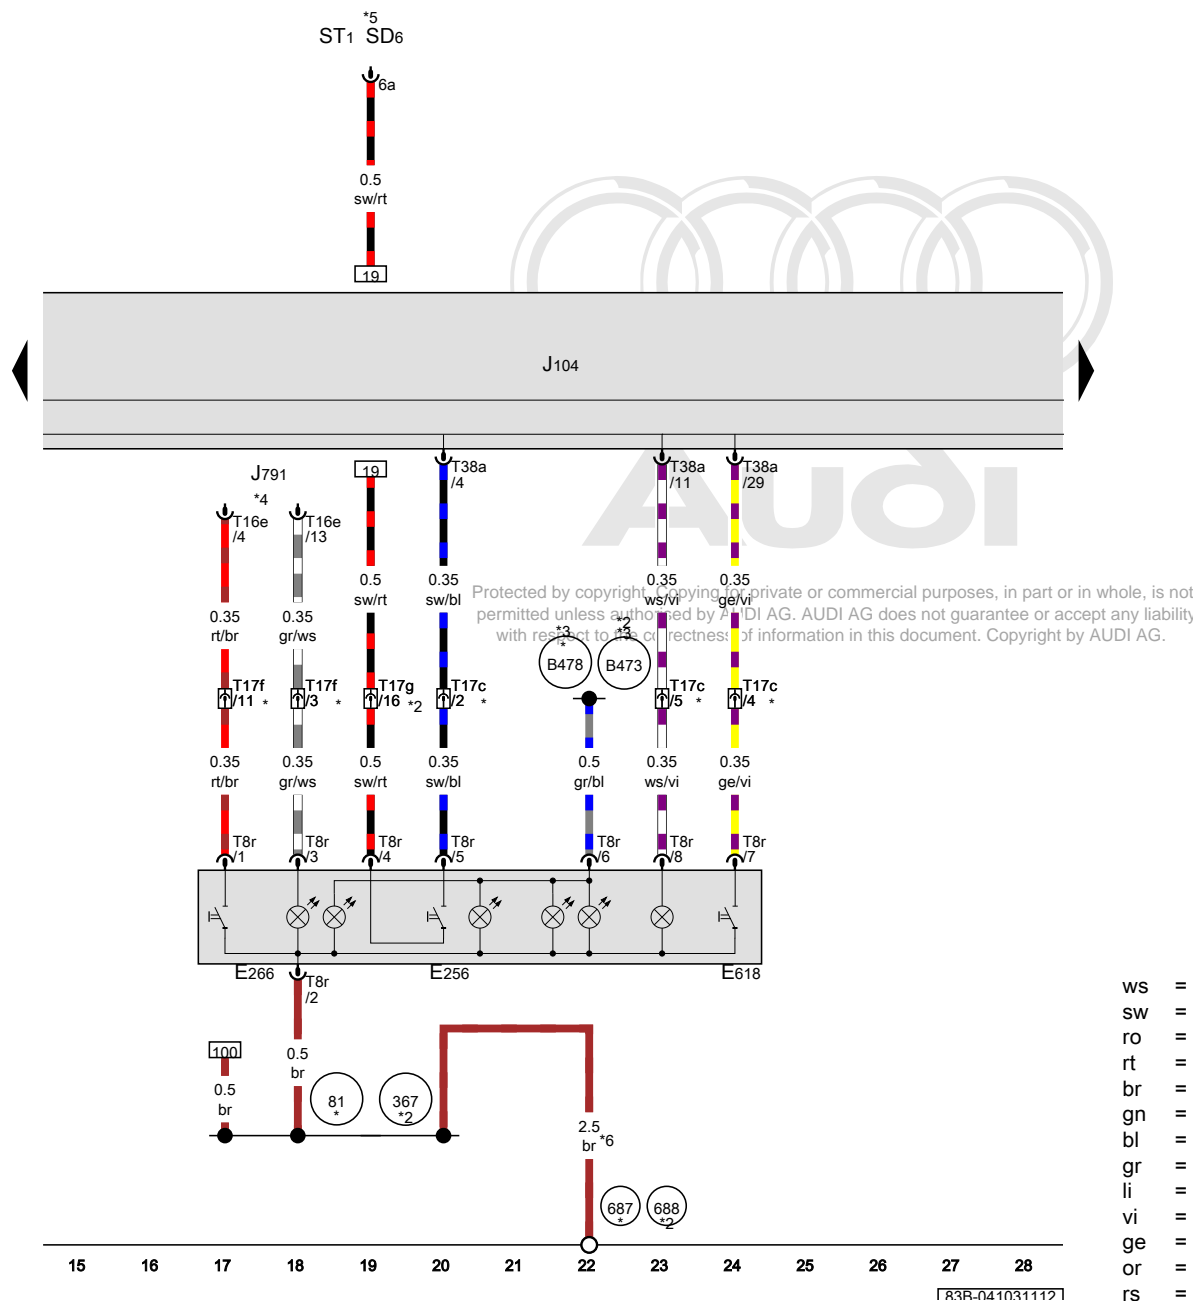 *5
ST1 SD6
6a
0.5
sw/rt
19
J104
J791
*4
19
T38a
/4
T38a
/11
T38a
/29
T16e
/4
T16e
/13
Audi
0.5
sw/rt
0.35
sw/bl
0.35
ws/vi
0.35
ge/vi
0.35
rt/br
0.35
gr/ws
Protected by copyright. Copying for private or commercial purposes, in part or in whole, is not
permitted unless authorised by AUDI AG. AUDI AG does not guarantee or accept any liability
with respect to the correctness of information in this document. Copyright by AUDI AG.
*3
*
B478
*2
*3
B473
T17f
/11 *
T17f
/3 *
T17g
/16 *2
T17c
/2 *
T17c
/5 *
T17c
/4 *
0.35
rt/br
0.35
gr/ws
0.5
sw/rt
0.35
sw/bl
0.5
gr/bl
0.35
ws/vi
0.35
ge/vi
T8r
/1
T8r
/3
T8r
/4
T8r
/5
T8r
/6
T8r
/8
T8r
/7
E266
E256
E618
T8r
/2
100
0.5
br
0.5
br
81
*
367
*2
2.5
br *6
687
*
688
*2
15 16 17 18 19 20 21 22 23 24 25 26 27 28
83B-041031112
ws =
sw =
ro =
rt =
br =
gn =
bl =
gr =
li =
vi =
ge =
or =
rs =